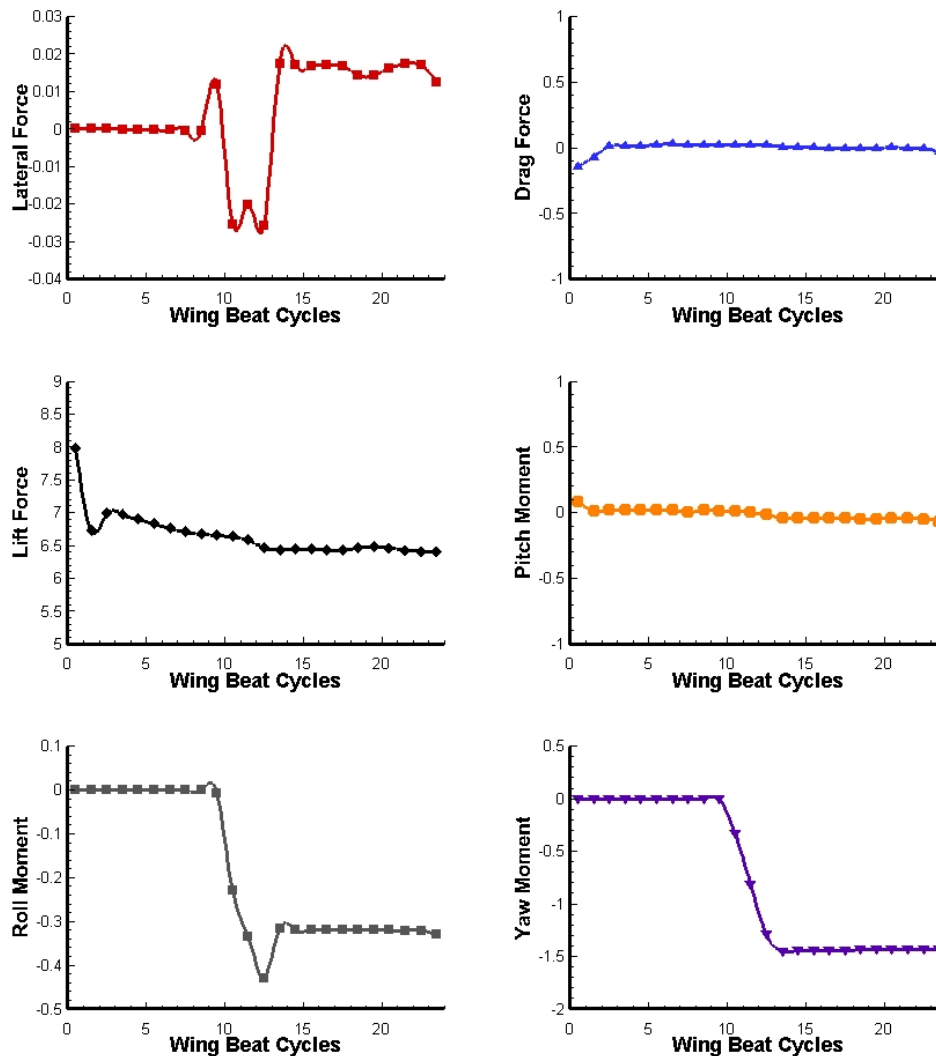 0.03
0.02
0.01
0
-0.01
-0.02
-0.03
-0.04
Lateral Force
0 5 10 15 20
Wing Beat Cycles
1
0.5
0
-0.5
-1
Drag Force
0 5 10 15 20
Wing Beat Cycles
9
8.5
8
7.5
7
6.5
6
5.5
5
Lift Force
0 5 10 15 20
Wing Beat Cycles
1
0.5
0
-0.5
-1
Pitch Moment
0 5 10 15 20
Wing Beat Cycles
0.1
0
-0.1
-0.2
-0.3
-0.4
-0.5
Roll Moment
0 5 10 15 20
Wing Beat Cycles
0.5
0
-0.5
-1
-1.5
-2
Yaw Moment
0 5 10 15 20
Wing Beat Cycles